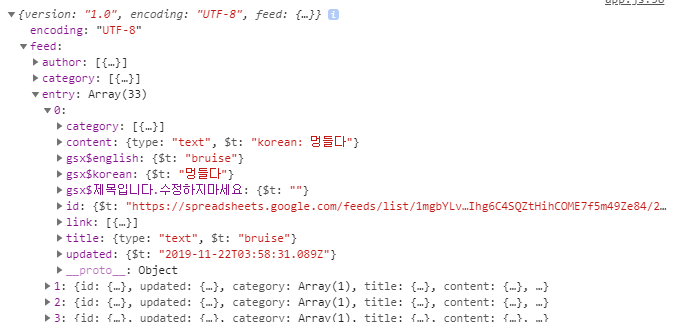 app.js:58
▼{version: "1.0", encoding: "UTF-8", feed: {…}} i
encoding: "UTF-8"
▼feed:
▶author: [{…}]
▶category: [{…}]
▼entry: Array(33)
▼0:
▶category: [{…}]
▶content: {type: "text", $t: "korean: 멍들다"}
▶gsx$english: {$t: "bruise"}
▶gsx$korean: {$t: "멍들다"}
▶gsx$제목입니다.수정하지마세요: {$t: ""}
▶id: {$t: "https://spreadsheets.google.com/feeds/list/1mgbYLv…Ihg6C4SQZtHihCOME7f5m49Ze84/2…
▶link: [{…}]
▶title: {type: "text", $t: "bruise"}
▶updated: {$t: "2019-11-22T03:58:31.089Z"}
▶__proto__: Object
▶1: {id: {…}, updated: {…}, category: Array(1), title: {…}, content: {…}, …}
▶2: {id: {…}, updated: {…}, category: Array(1), title: {…}, content: {…}, …}
▶3: {id: {…}, updated: {…}, category: Array(1), title: {…}, content: {…}, …}